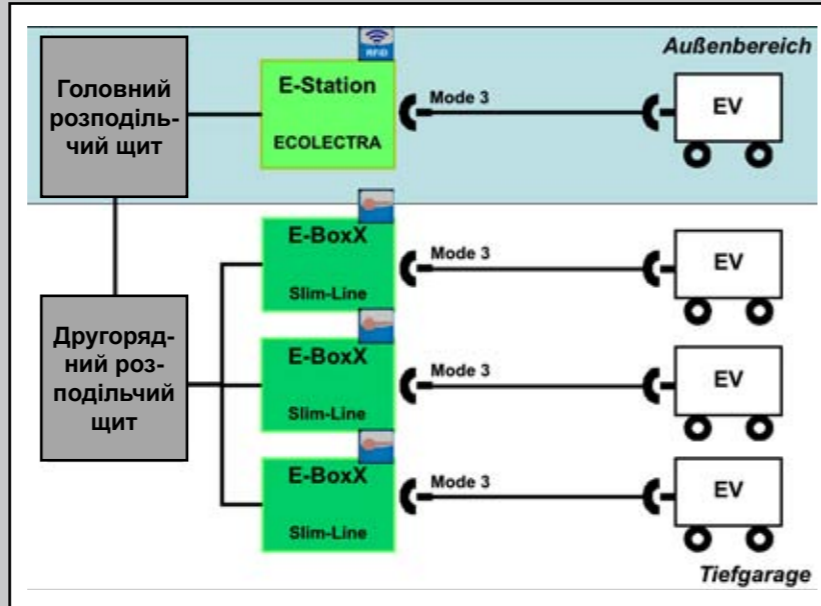 Außenbereich
RFiD
Головний
розподіль-
чий щит
E-Station
ECOLECTRA
Mode 3
EV
E-BoxX
Slim-Line
Mode 3
EV
Другоряд-
ний роз-
подільчий
щит
E-BoxX
Slim-Line
Mode 3
EV
E-BoxX
Slim-Line
Mode 3
EV
Tiefgarage